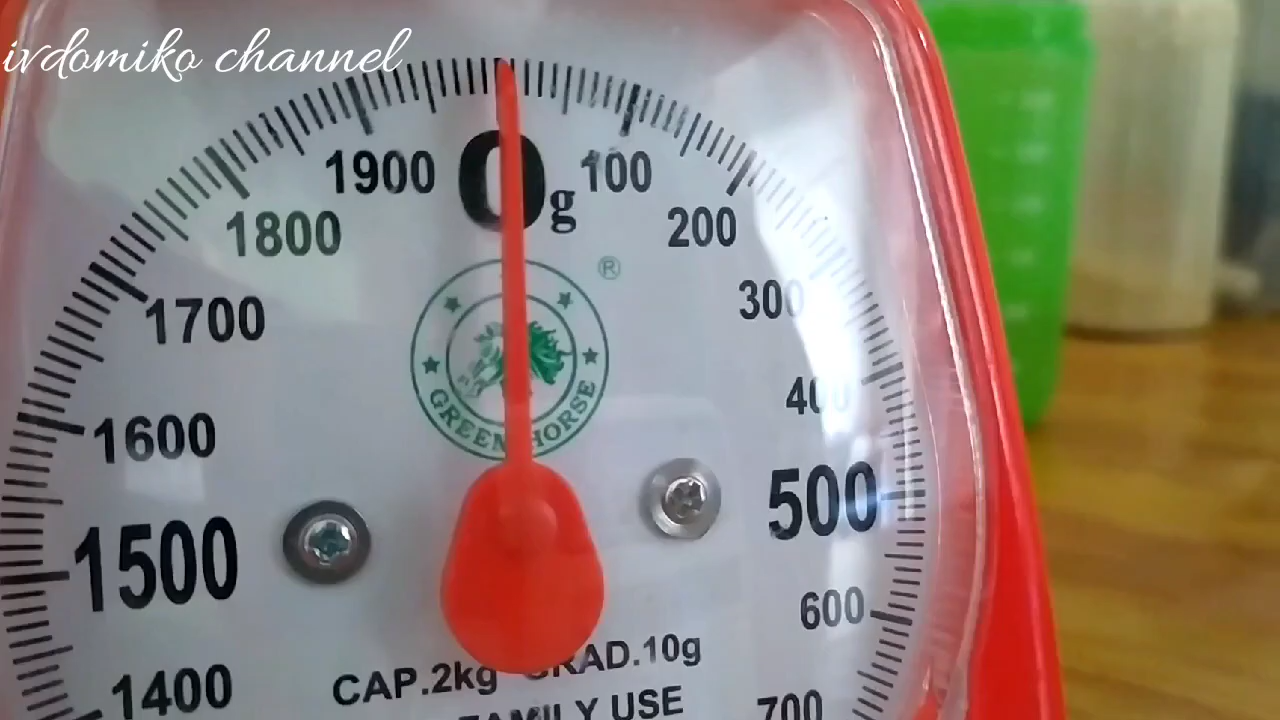 ivdomiko channel
0g
100
200
300
400
500
600
700
1400
1500
1600
1700
1800
1900
®
GREEN HORSE
CAP.2kg GRAD.10g
FAMILY USE